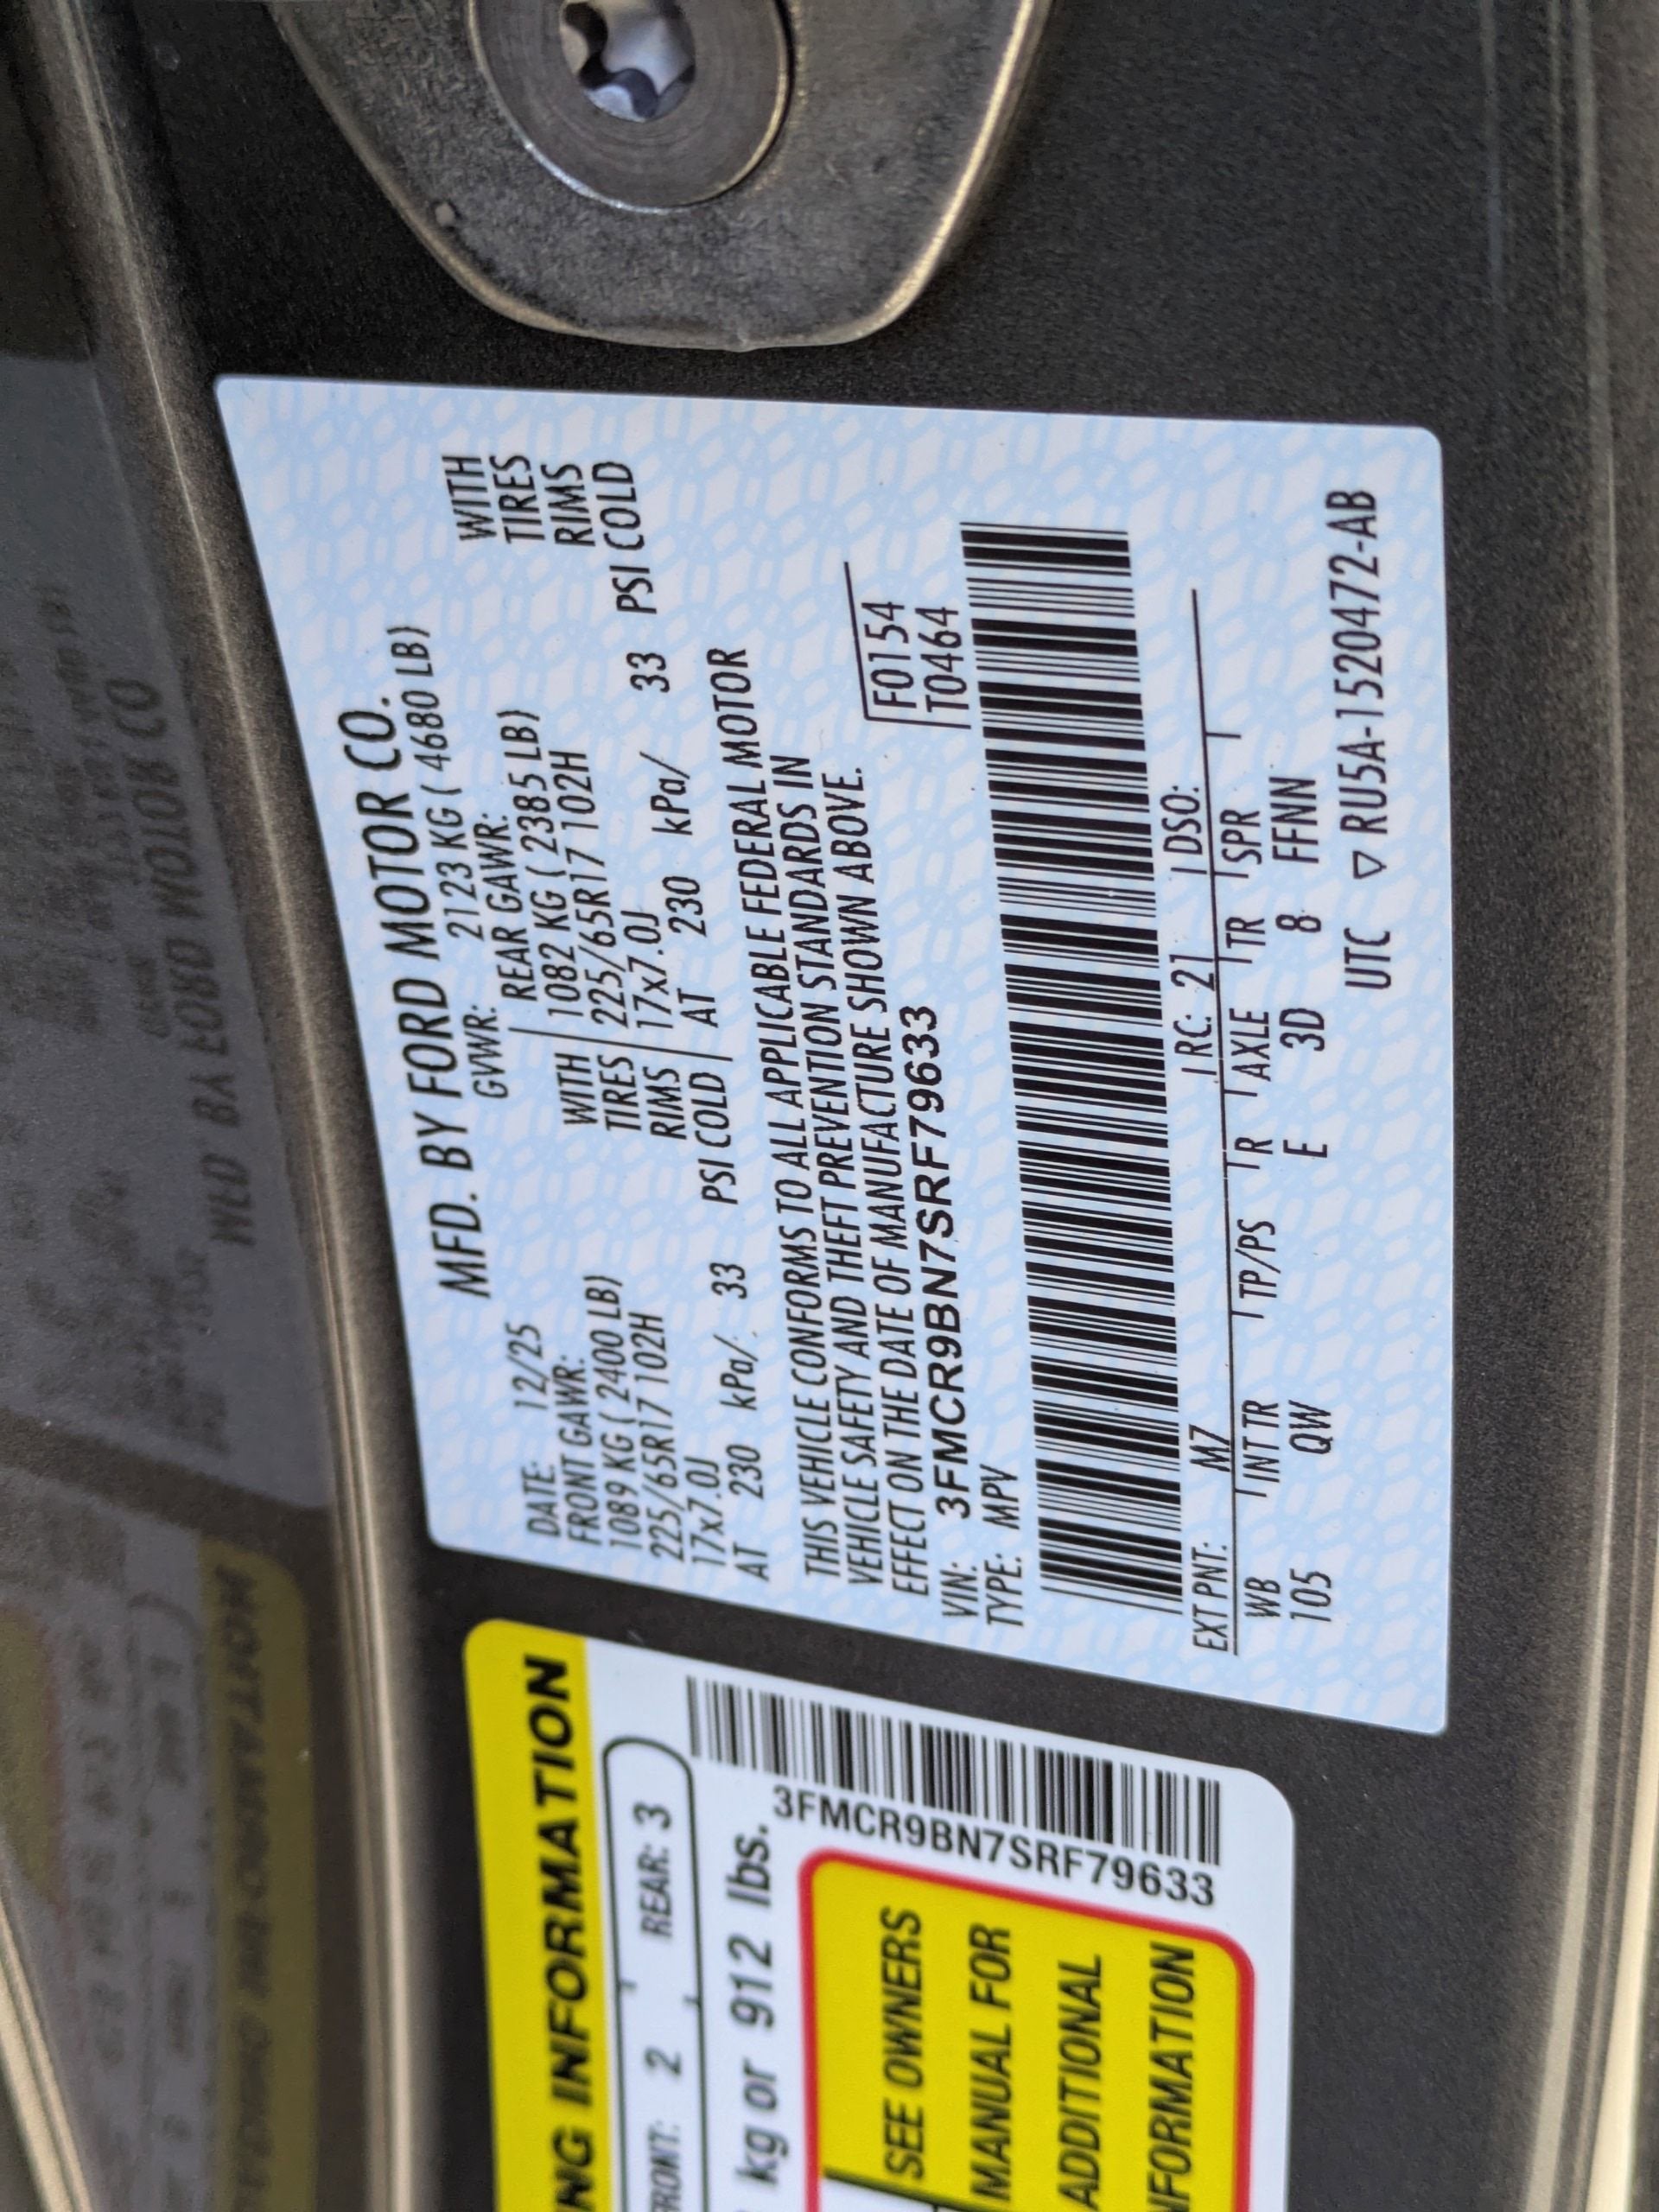 MFD. BY FORD MOTOR CO.
DATE: 12/25 GVWR: 2123 KG ( 4680 LB)
FRONT GAWR: REAR GAWR:
1089 KG ( 2400 LB) WITH 1082 KG ( 2385 LB) WITH
225/65R17 102H TIRES 225/65R17 102H TIRES
17x7.0J RIMS 17x7.0J RIMS
AT 230 kPa/ 33 PSI COLD AT 230 kPa/ 33 PSI COLD
THIS VEHICLE CONFORMS TO ALL APPLICABLE FEDERAL MOTOR
VEHICLE SAFETY AND THEFT PREVENTION STANDARDS IN
EFFECT ON THE DATE OF MANUFACTURE SHOWN ABOVE.
VIN: 3FMCR9BN7SRF79633 F0154
TYPE: MPV T0464
EXT PNT: M7 RC: 21 DSO:
WB INT TR TP/PS R AXLE TR SPR
105 QW E 3D 8 FFNN
UTC ▽ RU5A-1520472-AB
ING INFORMATION
FRONT: 2 REAR: 3
kg or 912 lbs.
3FMCR9BN7SRF79633
SEE OWNERS
MANUAL FOR
ADDITIONAL
INFORMATION